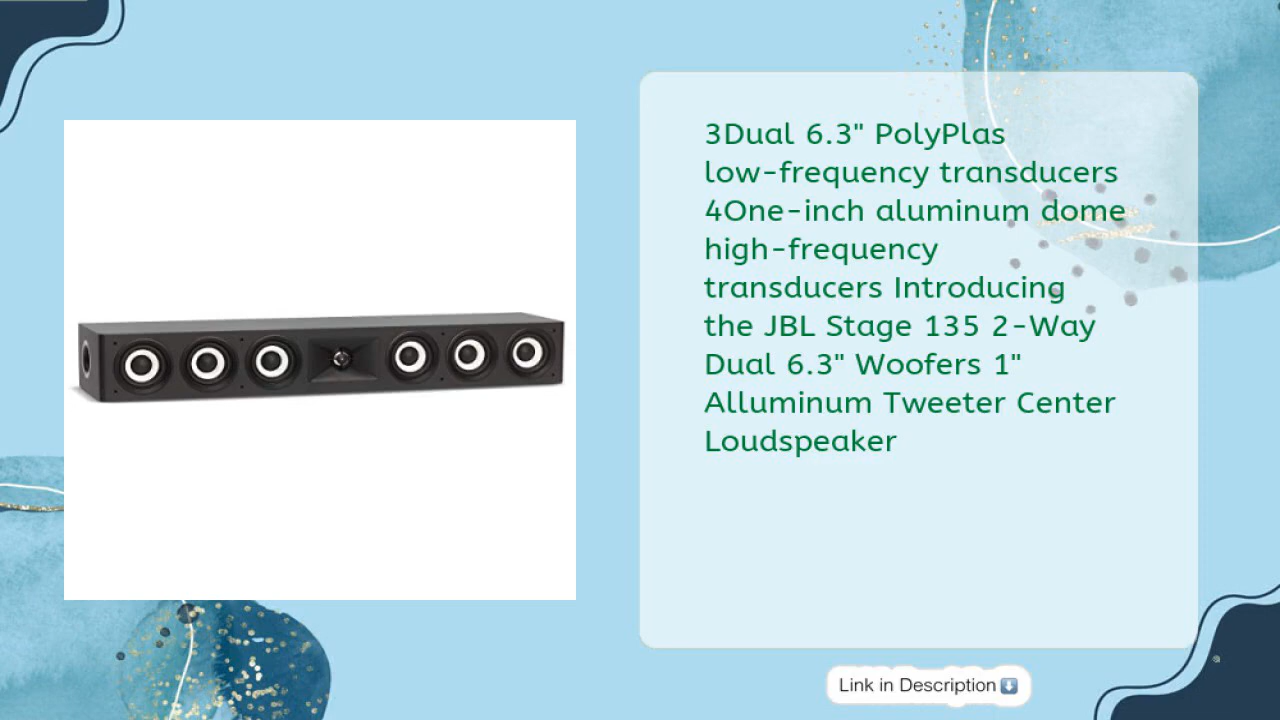 3Dual 6.3" PolyPlas
low-frequency transducers
4One-inch aluminum dome
high-frequency
transducers Introducing
the JBL Stage 135 2-Way
Dual 6.3" Woofers 1"
Alluminum Tweeter Center
Loudspeaker
Link in Description⬇️